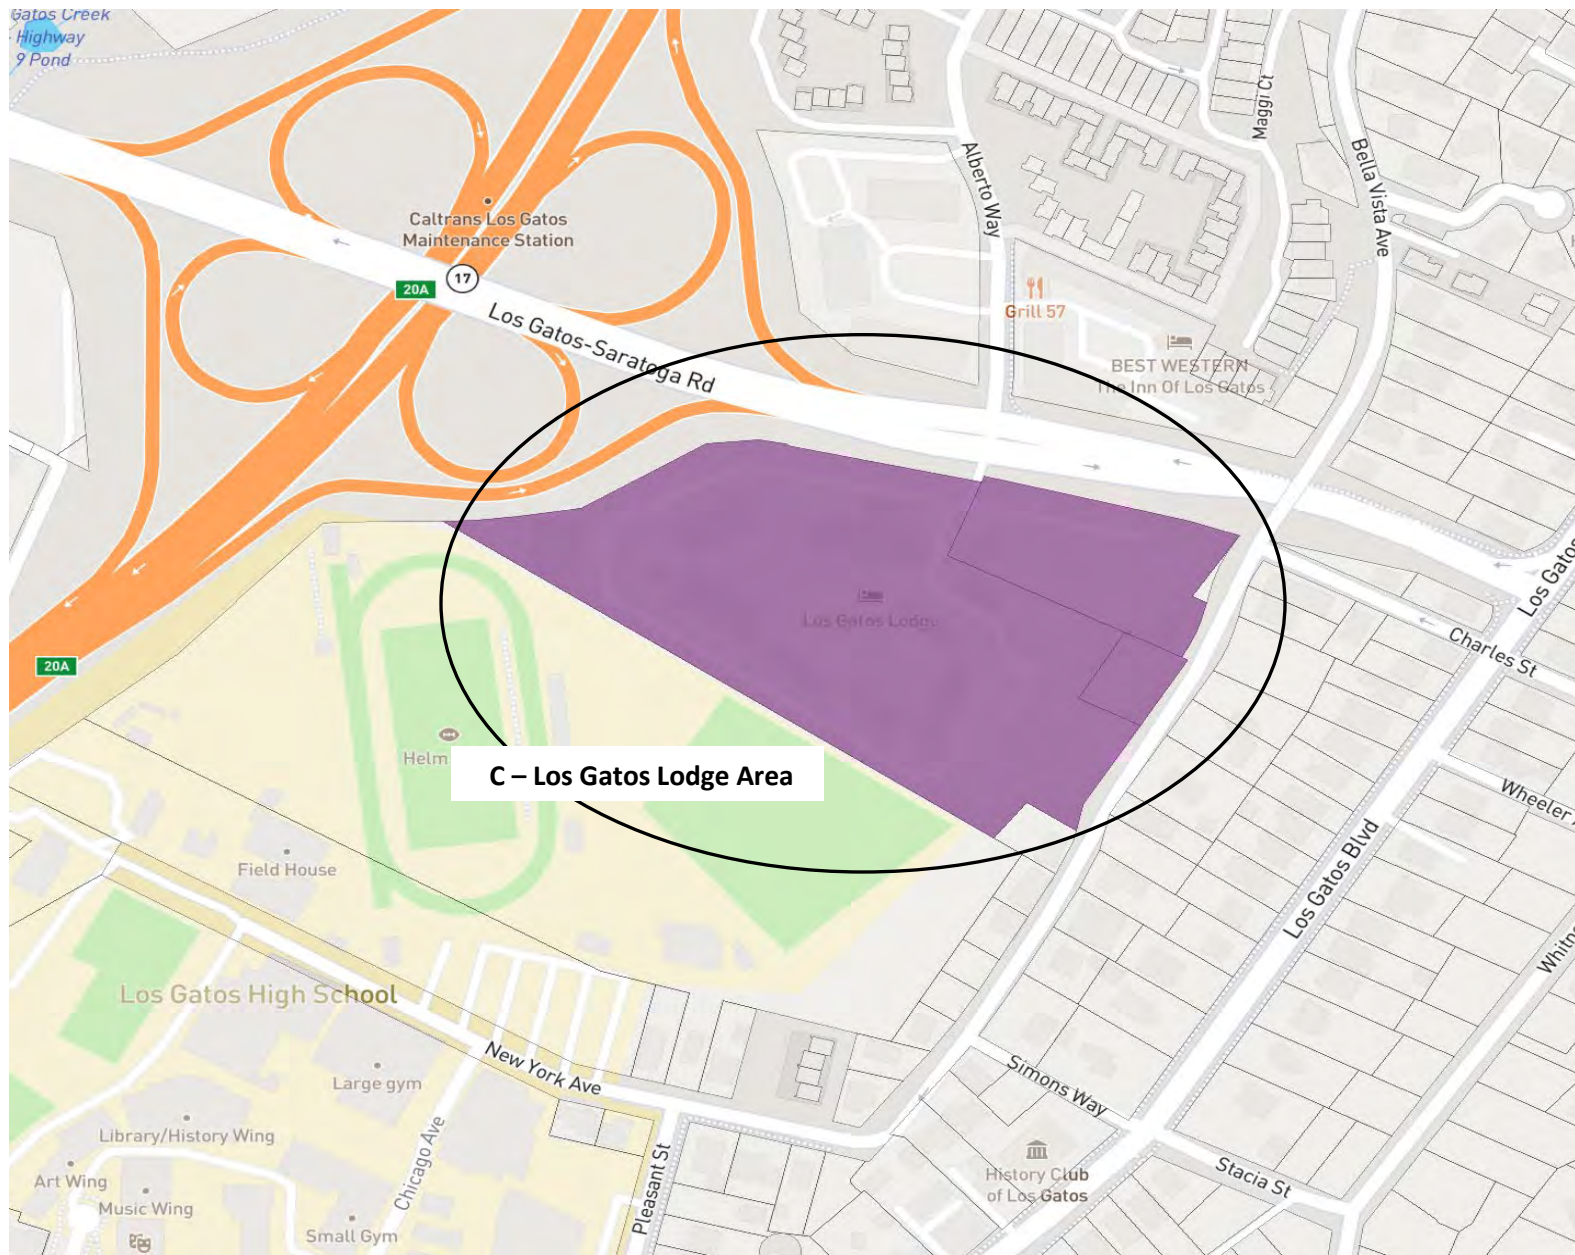 Gatos Creek
Highway
9 Pond
Caltrans Los Gatos
Maintenance Station
17
20A
Los Gatos-Saratoga Rd
Alberto Way
Maggi Ct
Bella Vista Ave
Grill 57
BEST WESTERN
The Inn Of Los Gatos
Los Gatos Lodge
20A
Los Gatos
Charles St
Helm
C – Los Gatos Lodge Area
Wheeler
Los Gatos Blvd
Field House
Los Gatos High School
New York Ave
Large gym
Chicago Ave
Library/History Wing
Art Wing
Music Wing
Small Gym
Pleasant St
Simons Way
History Club
of Los Gatos
Stacia St